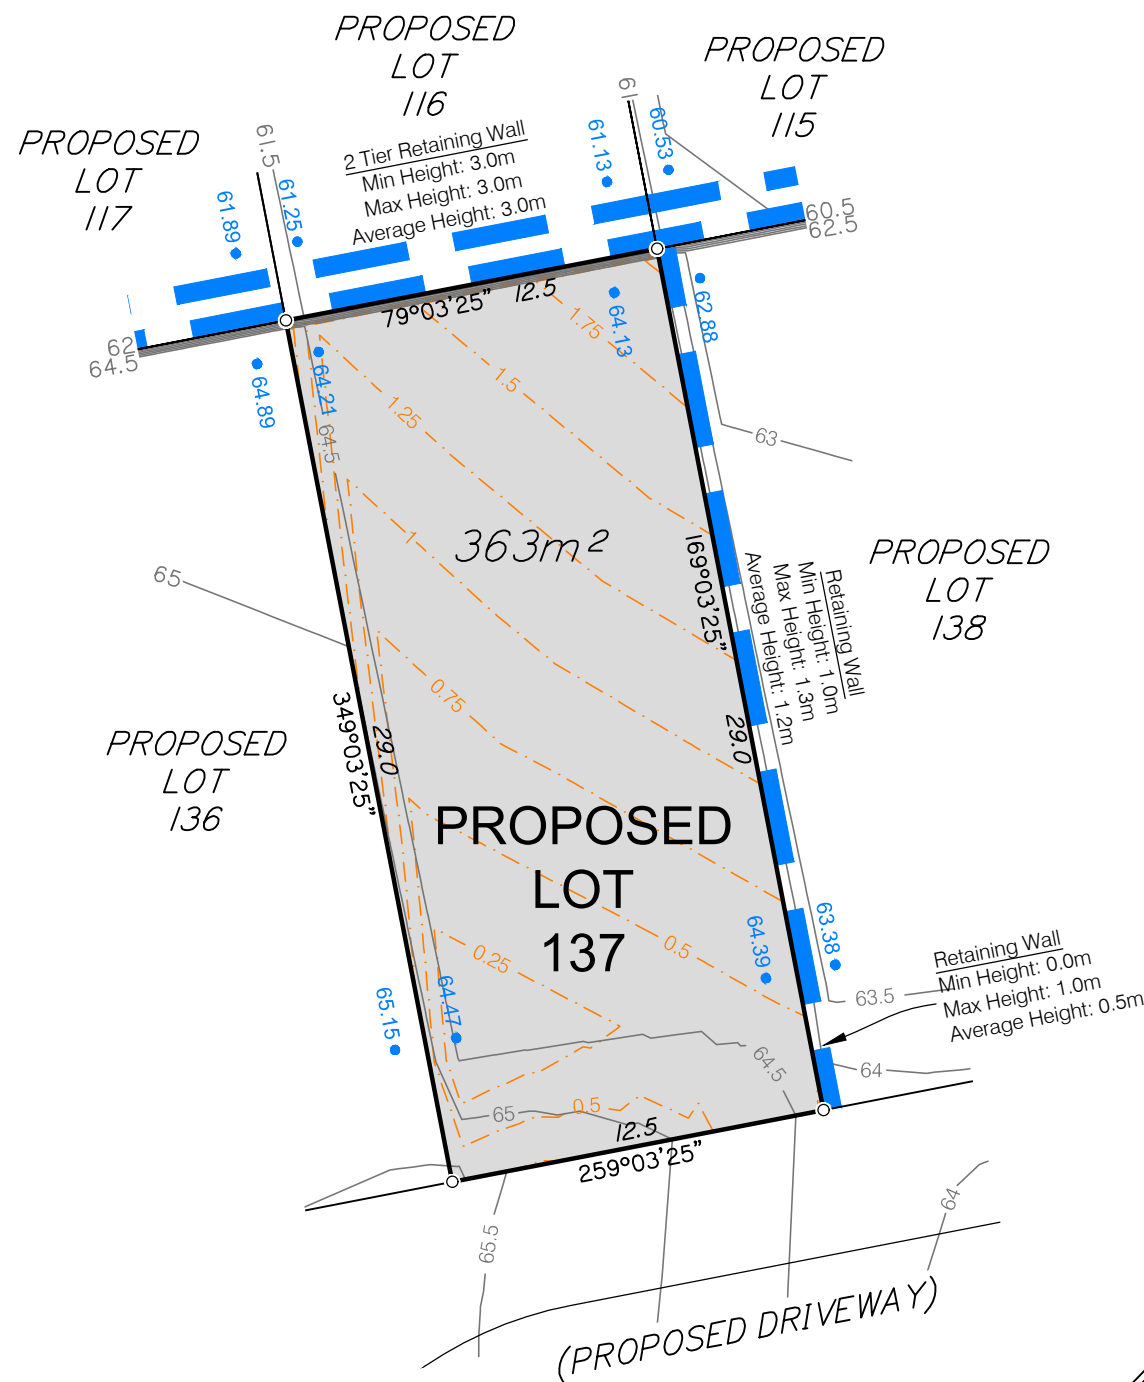 PROPOSED
LOT
116
PROPOSED
LOT
115
PROPOSED
LOT
117
61.5
61
60.53
61.13
61.25
61.89
2 Tier Retaining Wall
Min Height: 3.0m
Max Height: 3.0m
Average Height: 3.0m
60.5
62.5
62
64.5
79°03'25"
12.5
64.89
64.21
64.13
62.88
1.75
1.5
1.25
64.5
63
363m²
1
169°03'25"
Retaining Wall
Min Height: 1.0m
Max Height: 1.3m
Average Height: 1.2m
PROPOSED
LOT
138
65
0.75
349°03'25"
29.0
29.0
PROPOSED
LOT
136
PROPOSED
LOT
137
0.5
0.25
64.39
63.38
65.15
64.47
Retaining Wall
Min Height: 0.0m
Max Height: 1.0m
Average Height: 0.5m
63.5
64.5
64
65
0.5
12.5
259°03'25"
65.5
64
(PROPOSED DRIVEWAY)